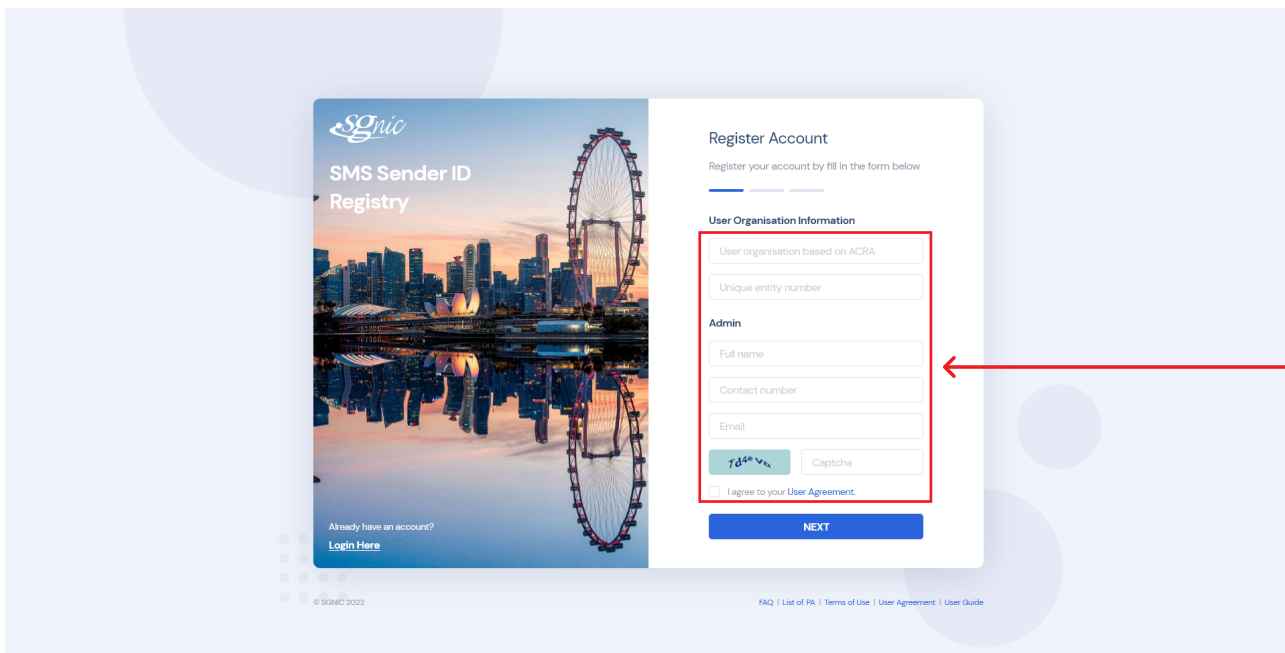 sgnic
SMS Sender ID
Registry
Already have an account?
Login Here
Register Account
Register your account by fill in the form below
User Organisation Information
User organisation based on ACRA
Unique entity number
Admin
Full name
Contact number
Email
Captcha
I agree to your User Agreement.
NEXT
© SGNIC 2022
FAQ | List of PA | Terms of Use | User Agreement | User Guide